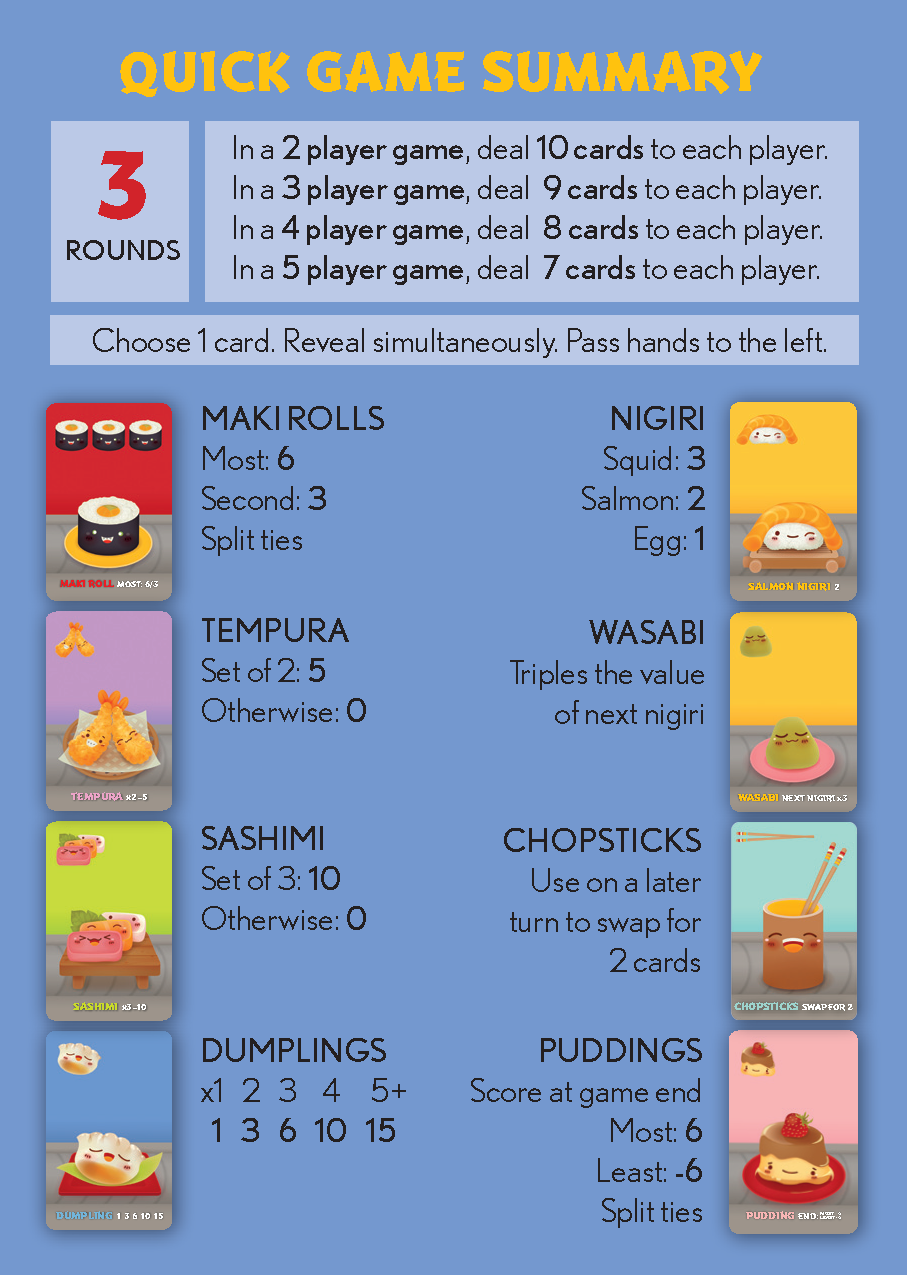 QUICK GAME SUMMARY
3
ROUNDS
In a 2 player game, deal 10 cards to each player.
In a 3 player game, deal 9 cards to each player.
In a 4 player game, deal 8 cards to each player.
In a 5 player game, deal 7 cards to each player.
Choose 1 card. Reveal simultaneously. Pass hands to the left.
MAKI ROLLS
Most: 6
Second: 3
Split ties
MAKI ROLL MOST: 6/3
NIGIRI
Squid: 3
Salmon: 2
Egg: 1
SALMON NIGIRI 2
TEMPURA
Set of 2: 5
Otherwise: 0
TEMPURA x2=5
WASABI
Triples the value
of next nigiri
WASABI NEXT NIGIRI x3
SASHIMI
Set of 3: 10
Otherwise: 0
SASHIMI x3=10
CHOPSTICKS
Use on a later
turn to swap for
2 cards
CHOPSTICKS SWAP FOR 2
DUMPLINGS
x1 2 3 4 5+
1 3 6 10 15
DUMPLING 1 3 6 10 15
PUDDINGS
Score at game end
Most: 6
Least: -6
Split ties
PUDDING END: